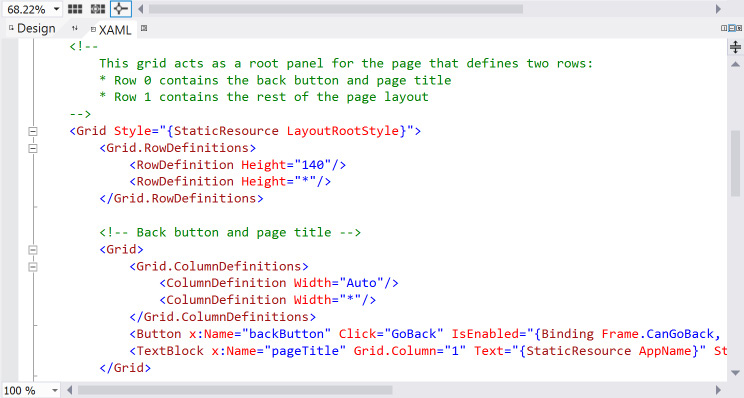 68.22%
Design XAML
<!--
This grid acts as a root panel for the page that defines two rows:
* Row 0 contains the back button and page title
* Row 1 contains the rest of the page layout
-->
<Grid Style="{StaticResource LayoutRootStyle}">
<Grid.RowDefinitions>
<RowDefinition Height="140"/>
<RowDefinition Height="*"/>
</Grid.RowDefinitions>
<!-- Back button and page title -->
<Grid>
<Grid.ColumnDefinitions>
<ColumnDefinition Width="Auto"/>
<ColumnDefinition Width="*"/>
</Grid.ColumnDefinitions>
<Button x:Name="backButton" Click="GoBack" IsEnabled="{Binding Frame.CanGoBack,
<TextBlock x:Name="pageTitle" Grid.Column="1" Text="{StaticResource AppName}" St
</Grid>
100 %